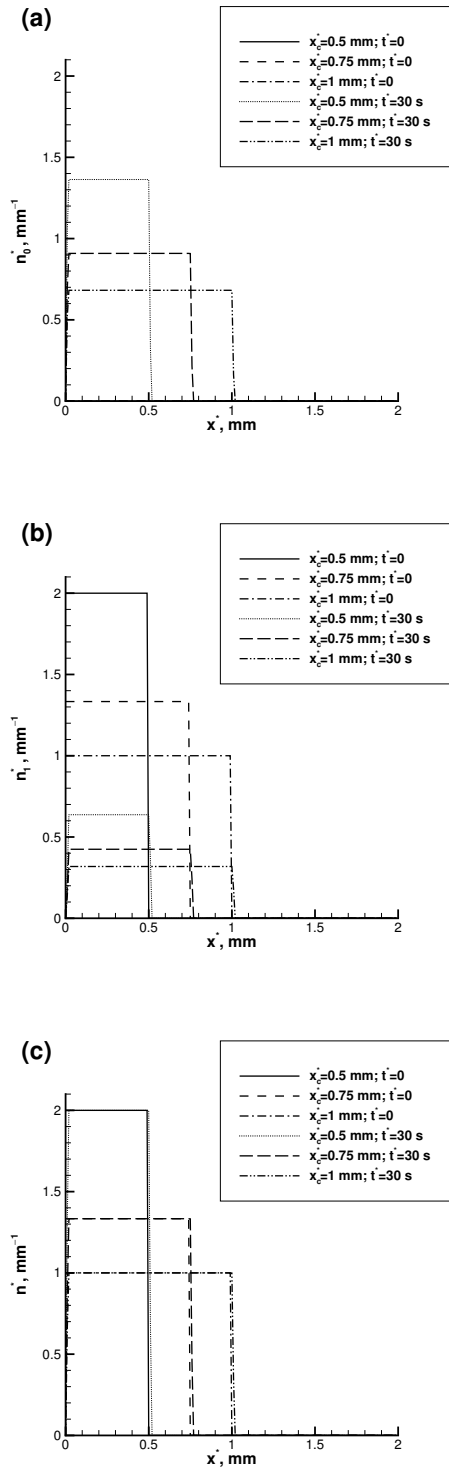 (a)
x*c=0.5 mm; t*=0
x*c=0.75 mm; t*=0
x*c=1 mm; t*=0
x*c=0.5 mm; t*=30 s
x*c=0.75 mm; t*=30 s
x*c=1 mm; t*=30 s
n*0, mm⁻¹
2
1.5
1
0.5
0
0 0.5 1 1.5 2
x*, mm
(b)
x*c=0.5 mm; t*=0
x*c=0.75 mm; t*=0
x*c=1 mm; t*=0
x*c=0.5 mm; t*=30 s
x*c=0.75 mm; t*=30 s
x*c=1 mm; t*=30 s
n*1, mm⁻¹
2
1.5
1
0.5
0
0 0.5 1 1.5 2
x*, mm
(c)
x*c=0.5 mm; t*=0
x*c=0.75 mm; t*=0
x*c=1 mm; t*=0
x*c=0.5 mm; t*=30 s
x*c=0.75 mm; t*=30 s
x*c=1 mm; t*=30 s
n*, mm⁻¹
2
1.5
1
0.5
0
0 0.5 1 1.5 2
x*, mm